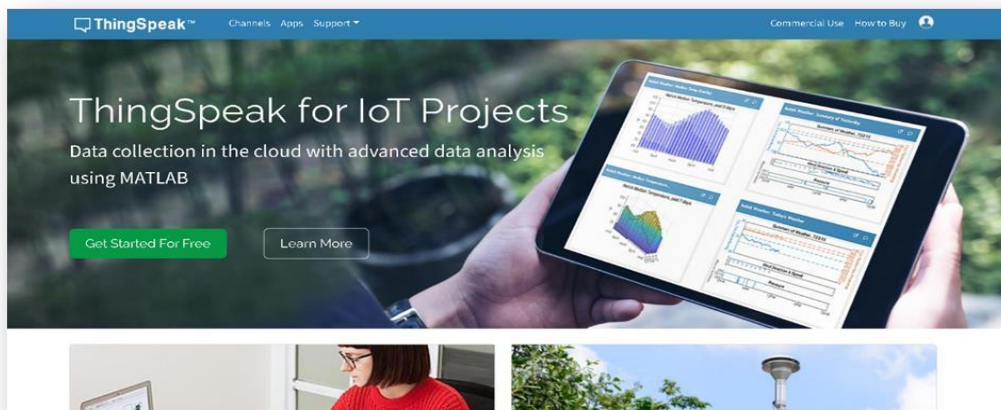 ThingSpeak™ Channels Apps Support Commercial Use How to Buy
ThingSpeak for IoT Projects
Data collection in the cloud with advanced data analysis
using MATLAB
Get Started For Free Learn More